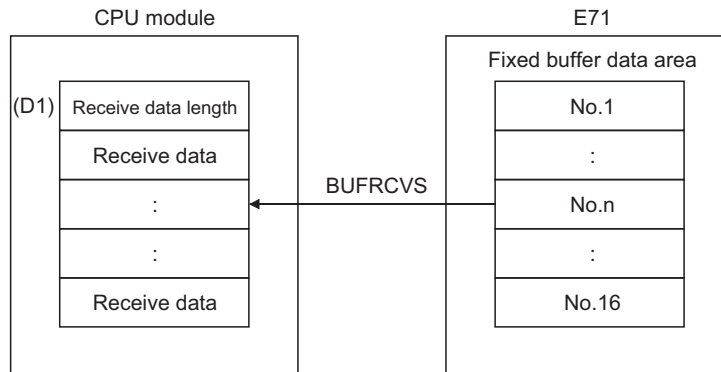 CPU module
E71
Fixed buffer data area
(D1)
Receive data length
No.1
Receive data
:
BUFRCVS
:
No.n
:
:
Receive data
No.16